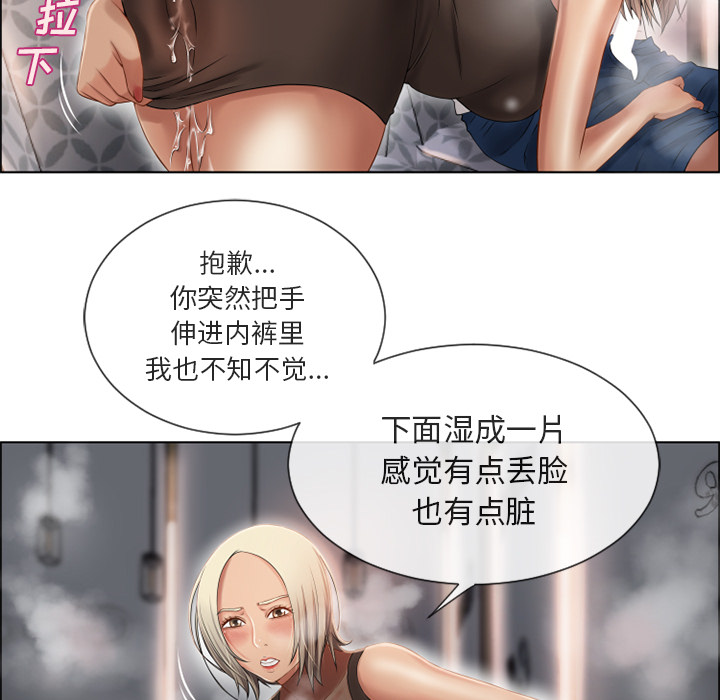 拉
下
抱歉...
你突然把手
伸进内裤里
我也不知不觉...
下面湿成一片
感觉有点丢脸
也有点脏